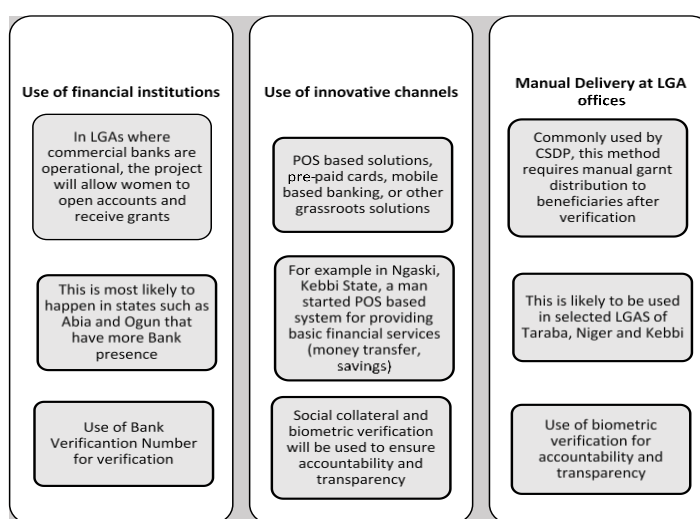 Use of financial institutions
In LGAs where
commercial banks are
operational, the project
will allow women to
open accounts and
receive grants
This is most likely to
happen in states such as
Abia and Ogun that
have more Bank
presence
Use of Bank
Verificantion Number
for verification
Use of innovative channels
POS based solutions,
pre-paid cards, mobile
based banking, or other
grassroots solutions
For example in Ngaski,
Kebbi State, a man
started POS based
system for providing
basic financial services
(money transfer,
savings)
Social collateral and
biometric verification
will be used to ensure
accountability and
transparency
Manual Delivery at LGA
offices
Commonly used by
CSDP, this method
requires manual garnt
distribution to
beneficiaries after
verification
This is likely to be used
in selected LGAS of
Taraba, Niger and Kebbi
Use of biometric
verification for
accountability and
transparency